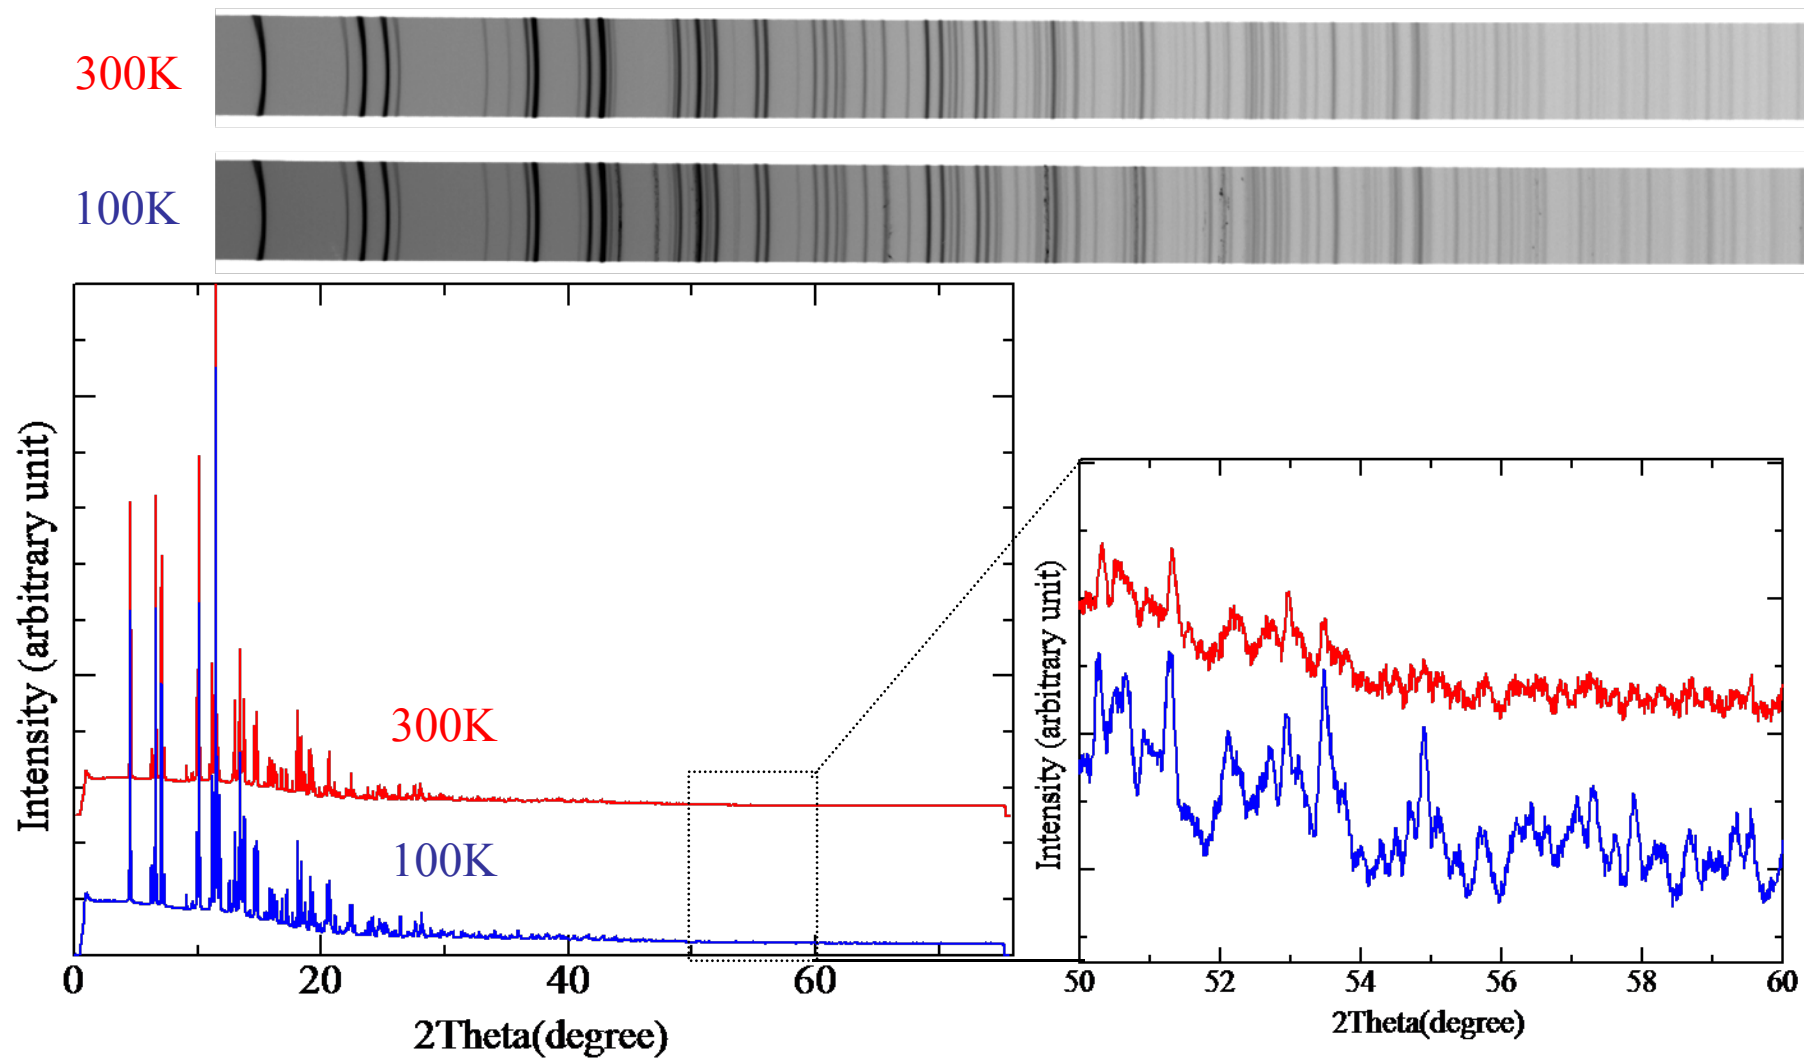 300K
100K
Intensity (arbitrary unit)
300K
100K
0
20
40
60
2Theta(degree)
Intensity (arbitrary unit)
50
52
54
56
58
60
2Theta(degree)